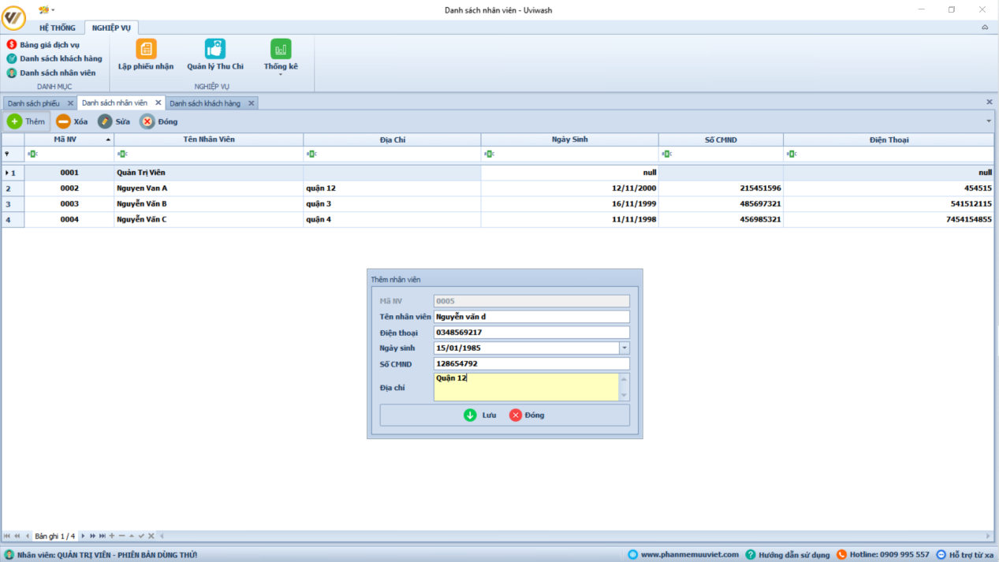 Danh sách nhân viên - Uviwash
HỆ THỐNG NGHIỆP VỤ
Bảng giá dịch vụ
Danh sách khách hàng
Danh sách nhân viên
DANH MỤC
Lập phiếu nhận Quản lý Thu Chi Thống kê
NGHIỆP VỤ
Danh sách phiếu Danh sách nhân viên Danh sách khách hàng
Thêm Xóa Sửa Đóng
Mã NV Tên Nhân Viên Địa Chỉ Ngày Sinh Số CMND Điện Thoại
1 0001 Quản Trị Viên null null
2 0002 Nguyen Van A quận 12 12/11/2000 215451596 454515
3 0003 Nguyễn Văn B quận 3 16/11/1999 485697321 541512115
4 0004 Nguyễn Văn C quận 4 11/11/1998 456985321 7454154855
Thêm nhân viên
Mã NV 0005
Tên nhân viên Nguyễn văn d
Điện thoại 0348569217
Ngày sinh 15/01/1985
Số CMND 128654792
Địa chỉ Quận 12
Lưu Đóng
Bản ghi 1 / 4
Nhân viên: QUẢN TRỊ VIÊN - PHIÊN BẢN DÙNG THỬ! www.phanmemuuviet.com Hướng dẫn sử dụng Hotline: 0909 995 557 Hỗ trợ từ xa